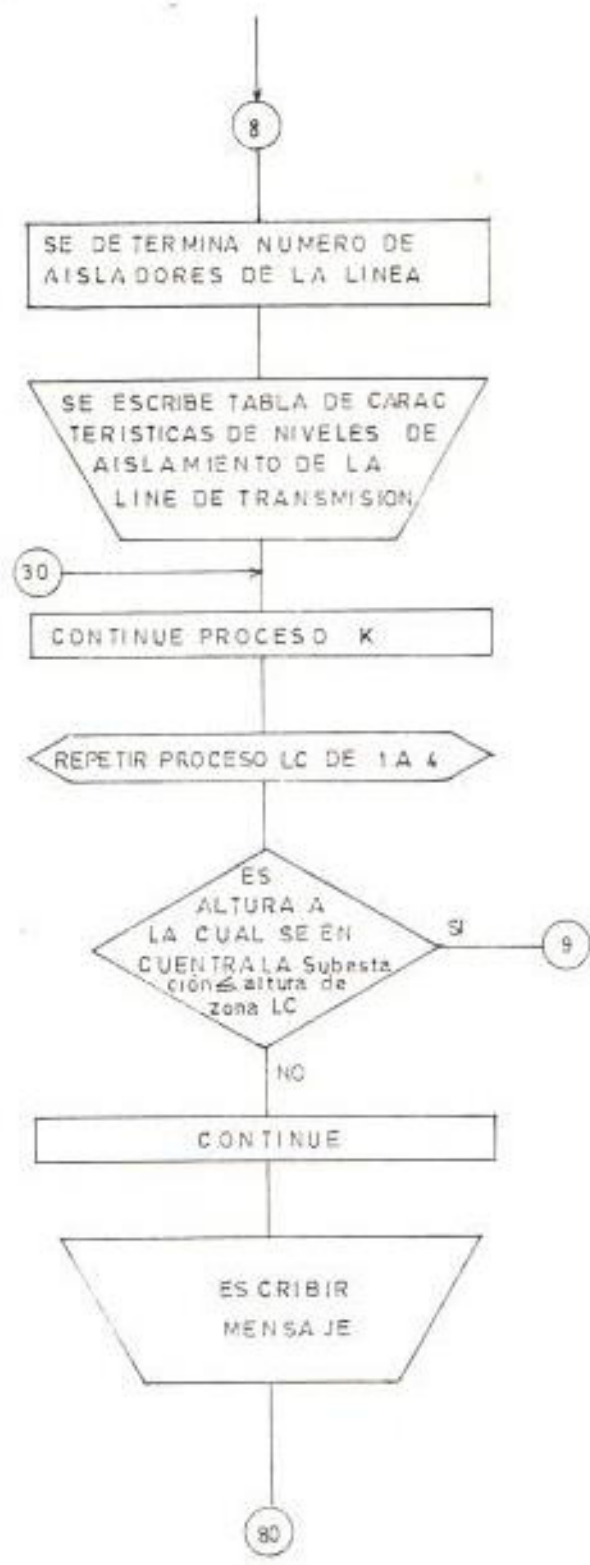 8
SE DETERMINA NUMERO DE
AISLADORES DE LA LINEA
SE ESCRIBE TABLA DE CARAC
TERISTICAS DE NIVELES DE
AISLAMIENTO DE LA
LINE DE TRANSMISION
30
CONTINUE PROCESO K
REPETIR PROCESO LC DE 1 A 4
ES
ALTURA A
LA CUAL SE EN
CUENTRA LA Subesta
ción ≤ altura de
zona LC
SI
9
NO
CONTINUE
ESCRIBIR
MENSAJE
80